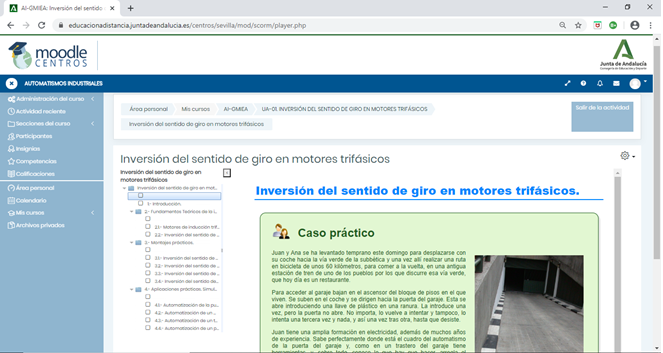 AI-GMIEA: Inversión del sentido d
educacionadistancia.juntadeandalucia.es/centros/sevilla/mod/scorm/player.php
moodle
CENTROS
Junta de Andalucía
AUTOMATISMOS INDUSTRIALES
Administración del curso
Actividad reciente
Secciones del curso
Participantes
Insignias
Competencias
Calificaciones
Área personal
Calendario
Mis cursos
Archivos privados
Área personal
Mis cursos
AI-GMIEA
UA-01. INVERSIÓN DEL SENTIDO DE GIRO EN MOTORES TRIFÁSICOS
Inversión del sentido de giro en motores trifásicos
Salir de la actividad
Inversión del sentido de giro en motores trifásicos
Inversión del sentido de giro en
motores trifásicos
Inversión del sentido de giro en mot...
1.- Introducción.
2.- Fundamentos Teóricos de la i...
2.1.- Motores de inducción trif...
2.2.- Inversión del sentido de...
3.- Montajes prácticos.
3.1.- Inversión del sentido de...
3.2.- Inversión del sentido de...
3.3.- Inversión del sentido de...
3.4.- Inversión del sentido de...
4.- Aplicaciones prácticas. Simul...
4.1.- Automatización de la pu...
4.2.- Automatización de un t...
4.3.- Automatización de un t...
4.4.- Automatización de un p...
Inversión del sentido de giro en motores trifásicos.
Caso práctico
Juan y Ana se ha levantado temprano este domingo para desplazarse con
su coche hacia la vía verde de la subbética y una vez allí realizar una ruta
en bicicleta de unos 60 kilómetros, para comer a la vuelta, en una antigua
estación de tren de uno de los pueblos por los que discurre esa vía verde,
que hoy día es un restaurante.
Para acceder al garaje bajan en el ascensor del bloque de pisos en el que
viven. Se suben en el coche y se dirigen hacia la puerta del garaje. Esta se
abre introduciendo una llave de plástico en una ranura. La introduce una
vez, pero la puerta no abre. No importa, lo vuelve a intentar y tampoco, lo
intenta una tercera vez y nada, y así una vez tras otra, hasta que desiste.
Juan tiene una amplia formación en electricidad, además de muchos años
de experiencia. Sabe perfectamente donde está el cuadro del automatismo
de la puerta del garaje y, como en un trastero del garaje tiene